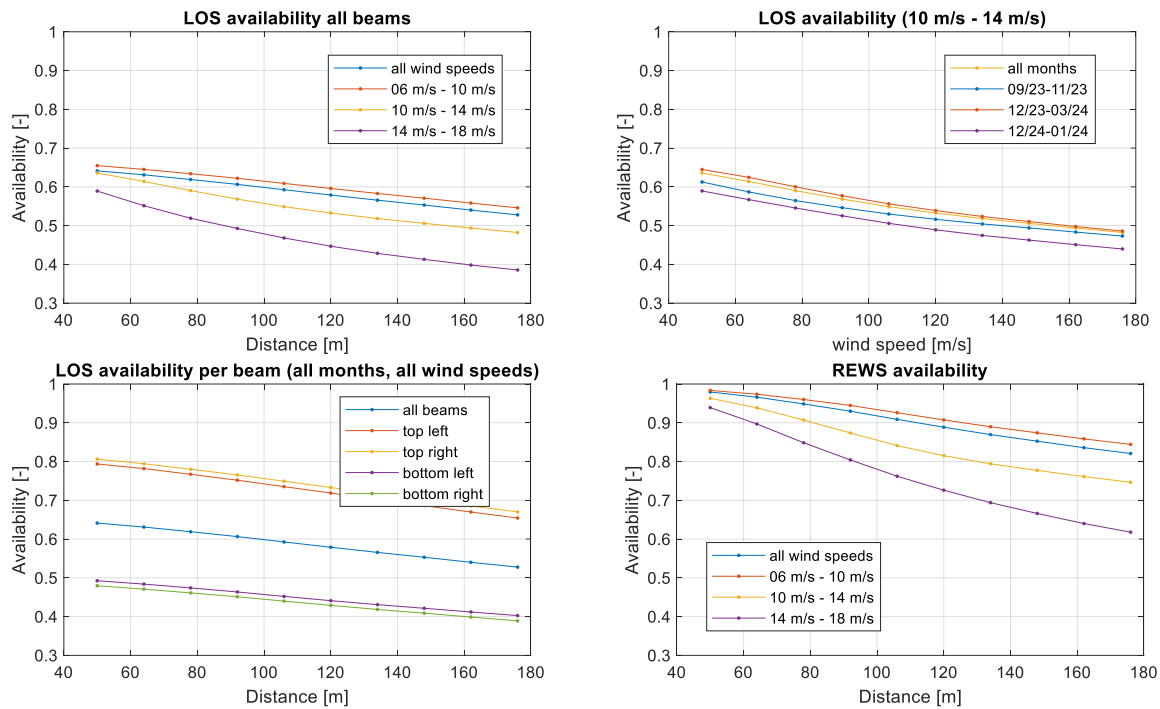 LOS availability all beams
1
0.9
0.8
0.7
0.6
0.5
0.4
0.3
Availability [-]
40 60 80 100 120 140 160 180
Distance [m]
all wind speeds
06 m/s - 10 m/s
10 m/s - 14 m/s
14 m/s - 18 m/s
LOS availability (10 m/s - 14 m/s)
1
0.9
0.8
0.7
0.6
0.5
0.4
0.3
Availability [-]
40 60 80 100 120 140 160 180
wind speed [m/s]
all months
09/23-11/23
12/23-03/24
12/24-01/24
LOS availability per beam (all months, all wind speeds)
1
0.9
0.8
0.7
0.6
0.5
0.4
0.3
Availability [-]
40 60 80 100 120 140 160 180
Distance [m]
all beams
top left
top right
bottom left
bottom right
REWS availability
1
0.9
0.8
0.7
0.6
0.5
0.4
0.3
Availability [-]
40 60 80 100 120 140 160 180
Distance [m]
all wind speeds
06 m/s - 10 m/s
10 m/s - 14 m/s
14 m/s - 18 m/s